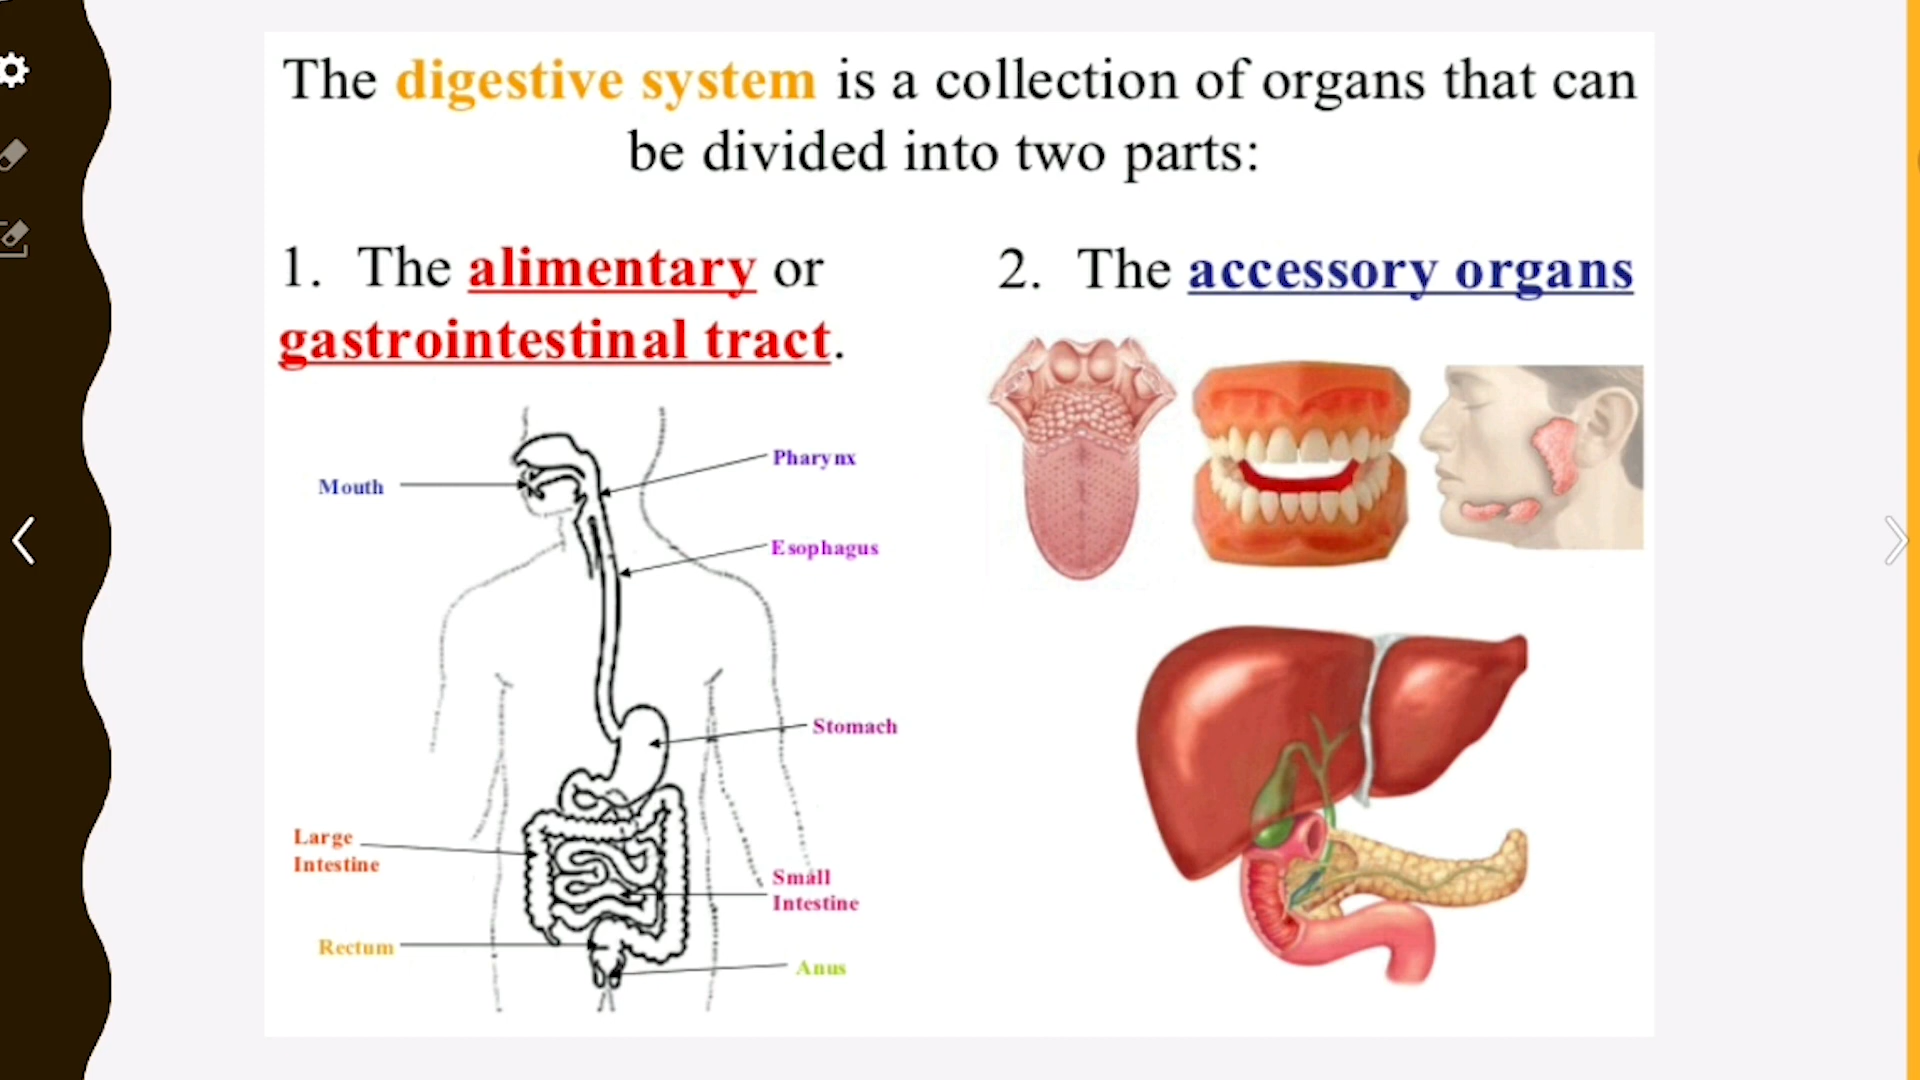 The digestive system is a collection of organs that can
be divided into two parts:
1. The alimentary or
gastrointestinal tract.
2. The accessory organs
Pharynx
Mouth
Esophagus
Stomach
Large
Intestine
Small
Intestine
Rectum
Anus